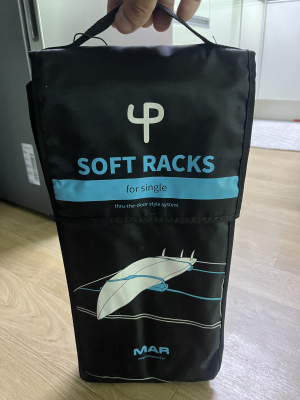 SOFT RACKS
for single
thru the door style system
MAR